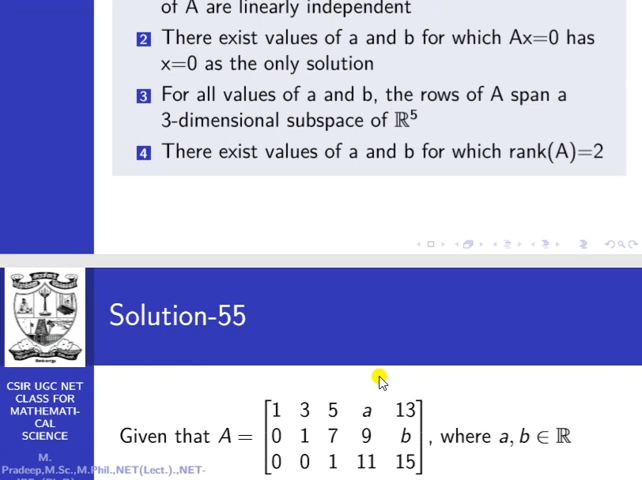 of A are linearly independent
2 There exist values of a and b for which Ax=0 has
x=0 as the only solution
3 For all values of a and b, the rows of A span a
3-dimensional subspace of ℝ⁵
4 There exist values of a and b for which rank(A)=2
Solution-55
CSIR UGC NET
CLASS FOR
MATHEMATI-
CAL
SCIENCE
M.
Pradeep,M.Sc.,M.Phil.,NET(Lect.).,NET-
1 3 5 a 13
Given that A = 0 1 7 9 b , where a, b ∈ ℝ
0 0 1 11 15